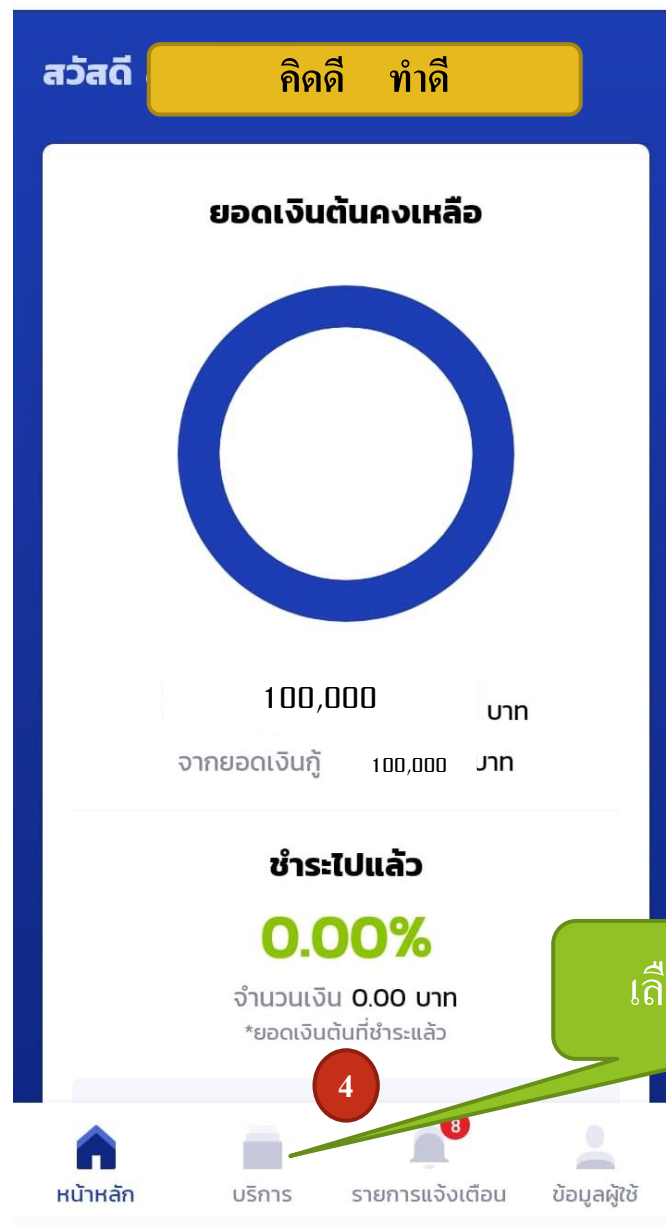 สวัสดี
คิดดี ทำดี
ยอดเงินต้นคงเหลือ
100,000 บาท
จากยอดเงินกู้ 100,000 บาท
ชำระไปแล้ว
0.00%
จำนวนเงิน 0.00 บาท
*ยอดเงินต้นที่ชำระแล้ว
4
8
หน้าหลัก บริการ รายการแจ้งเตือน ข้อมูลผู้ใช้